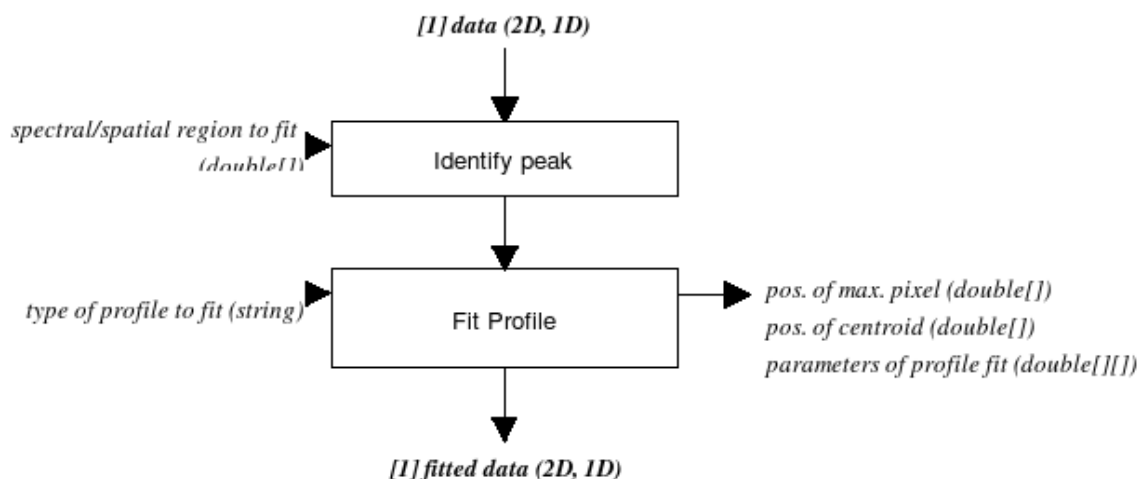 [1] data (2D, 1D)
spectral/spatial region to fit
(double[])
Identify peak
type of profile to fit (string)
Fit Profile
pos. of max. pixel (double[])
pos. of centroid (double[])
parameters of profile fit (double[][])
[1] fitted data (2D, 1D)